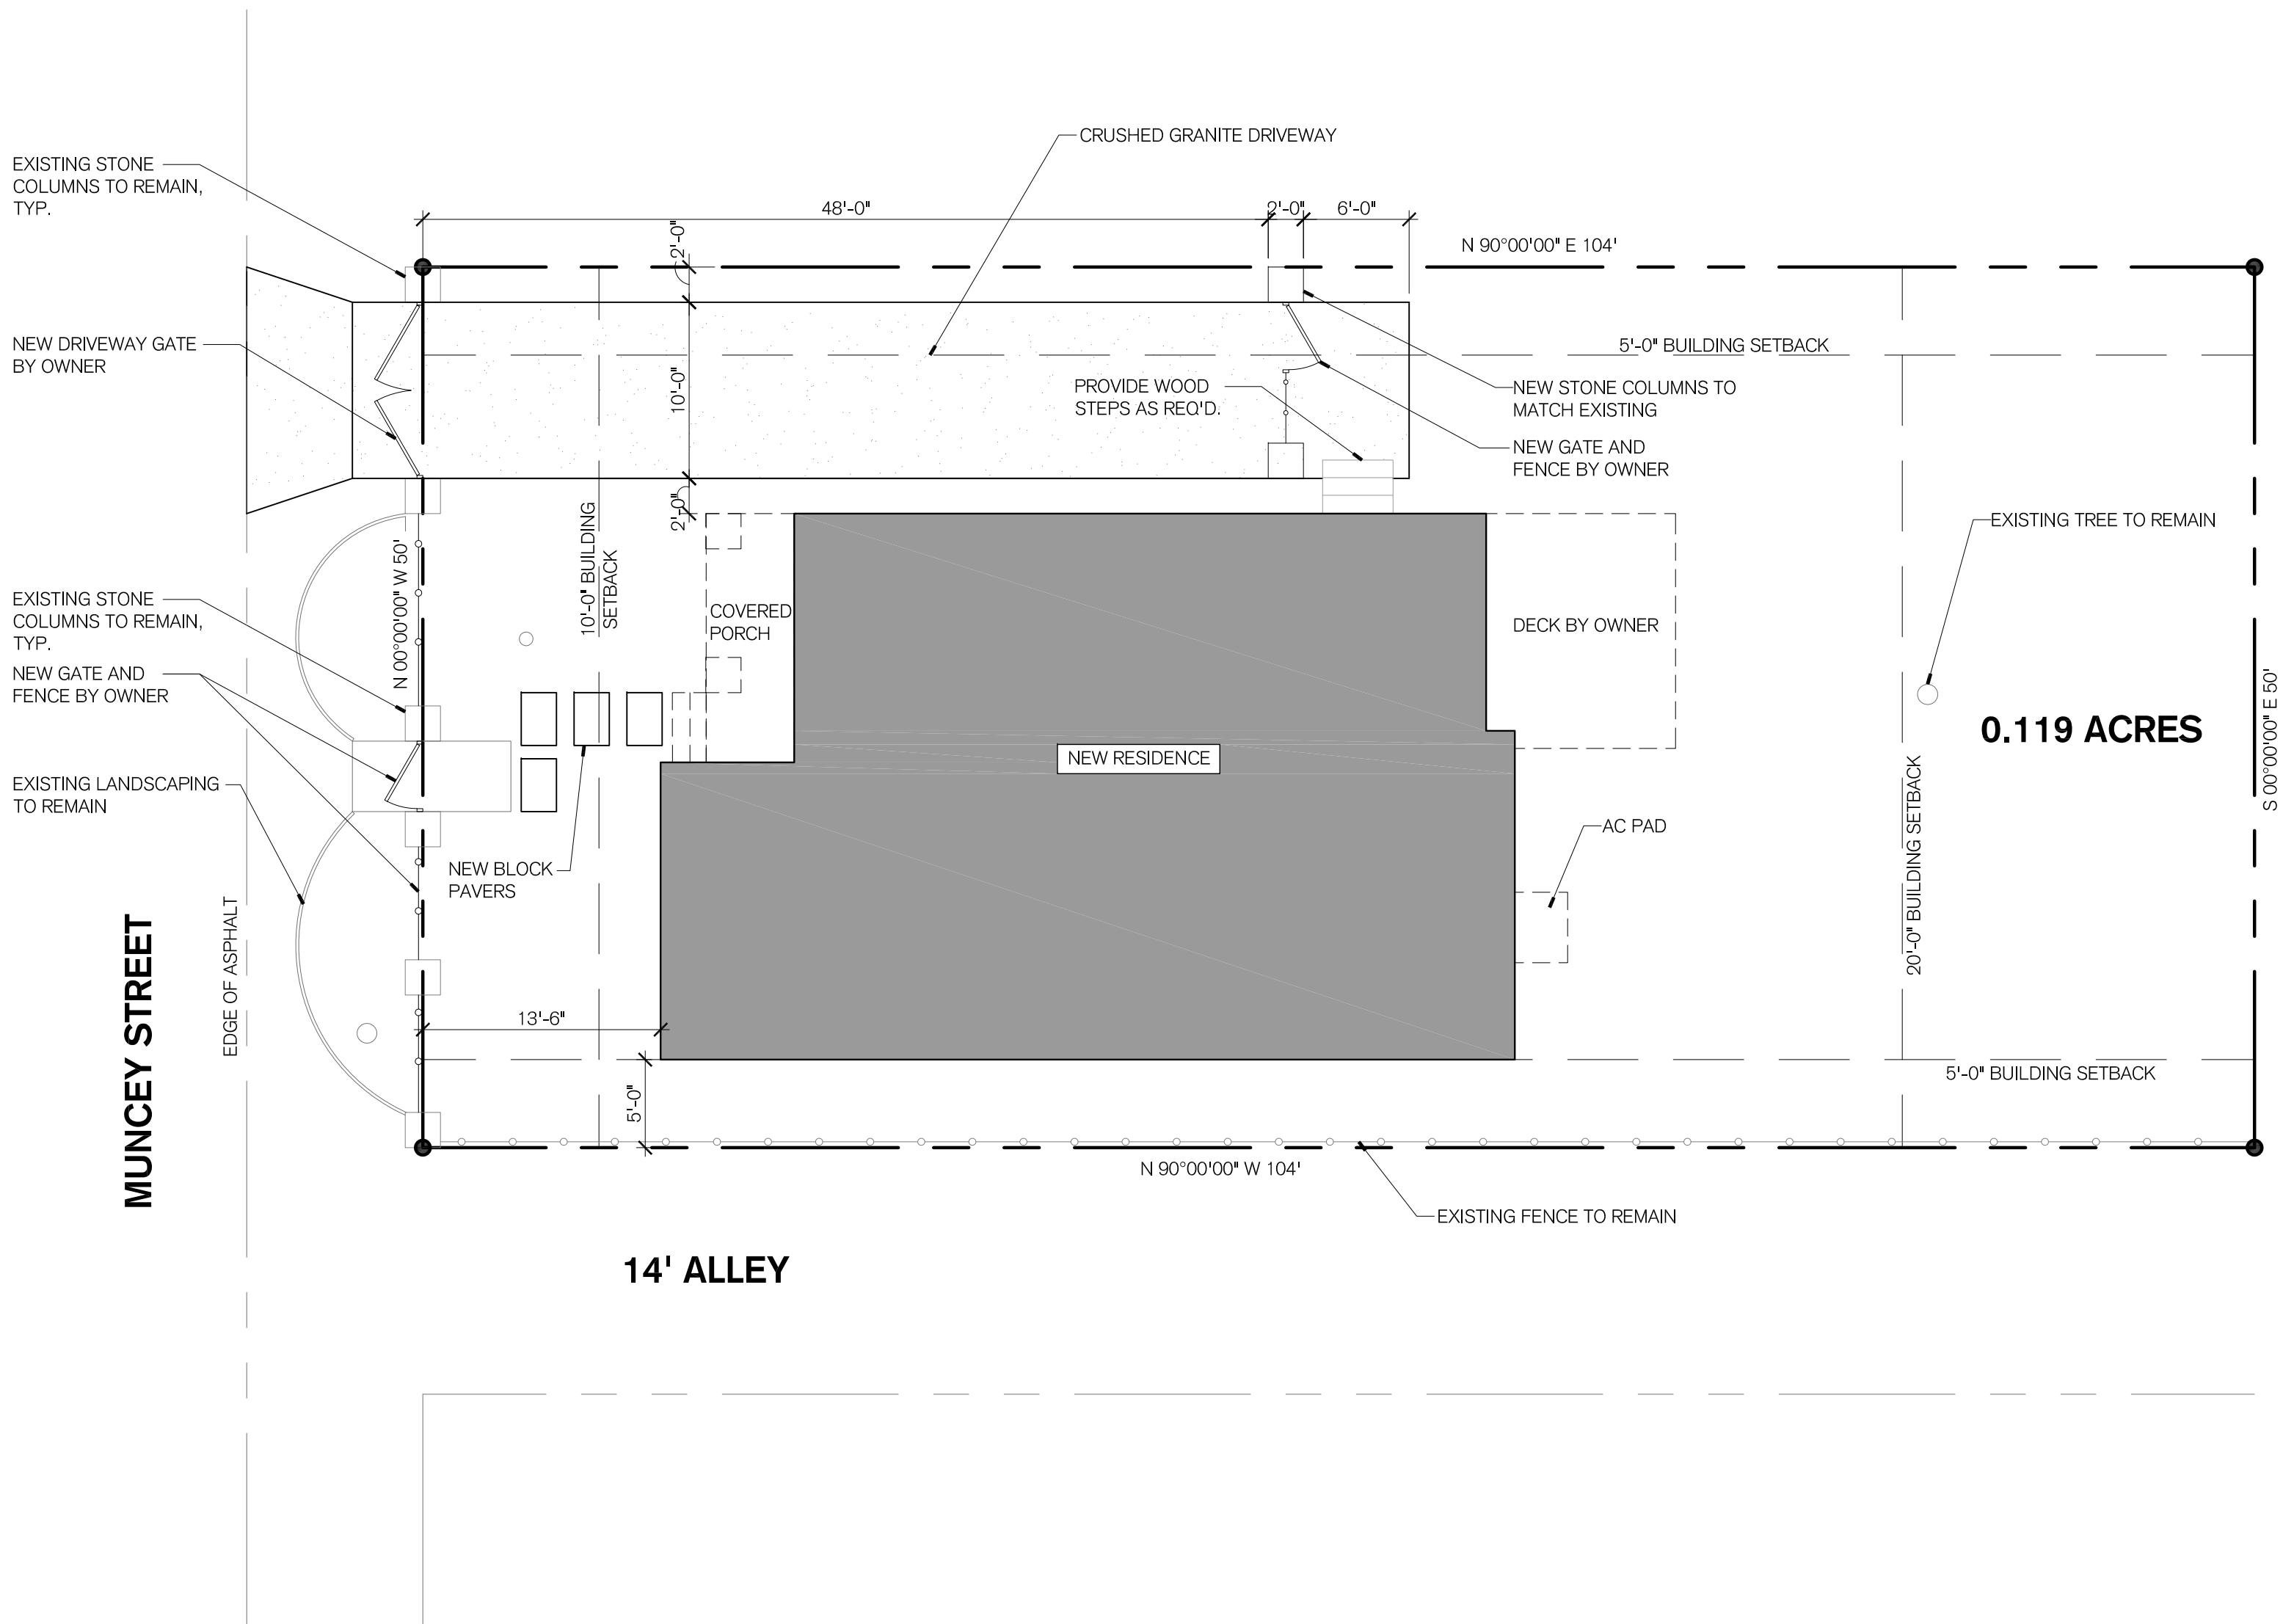 CRUSHED GRANITE DRIVEWAY
EXISTING STONE
COLUMNS TO REMAIN,
TYP.
48'-0"
2'-0"
6'-0"
2'-0"
N 90°00'00" E 104'
NEW DRIVEWAY GATE
BY OWNER
5'-0" BUILDING SETBACK
10'-0"
PROVIDE WOOD
STEPS AS REQ'D.
NEW STONE COLUMNS TO
MATCH EXISTING
NEW GATE AND
FENCE BY OWNER
2'-0"
10'-0" BUILDING
SETBACK
EXISTING TREE TO REMAIN
N 00°00'00" W 50'
EXISTING STONE
COLUMNS TO REMAIN,
TYP.
COVERED
PORCH
DECK BY OWNER
NEW GATE AND
FENCE BY OWNER
0.119 ACRES
S 00°00'00" E 50'
NEW RESIDENCE
EXISTING LANDSCAPING
TO REMAIN
AC PAD
20'-0" BUILDING SETBACK
NEW BLOCK
PAVERS
EDGE OF ASPHALT
MUNCEY STREET
13'-6"
5'-0" BUILDING SETBACK
5'-0"
N 90°00'00" W 104'
EXISTING FENCE TO REMAIN
14' ALLEY